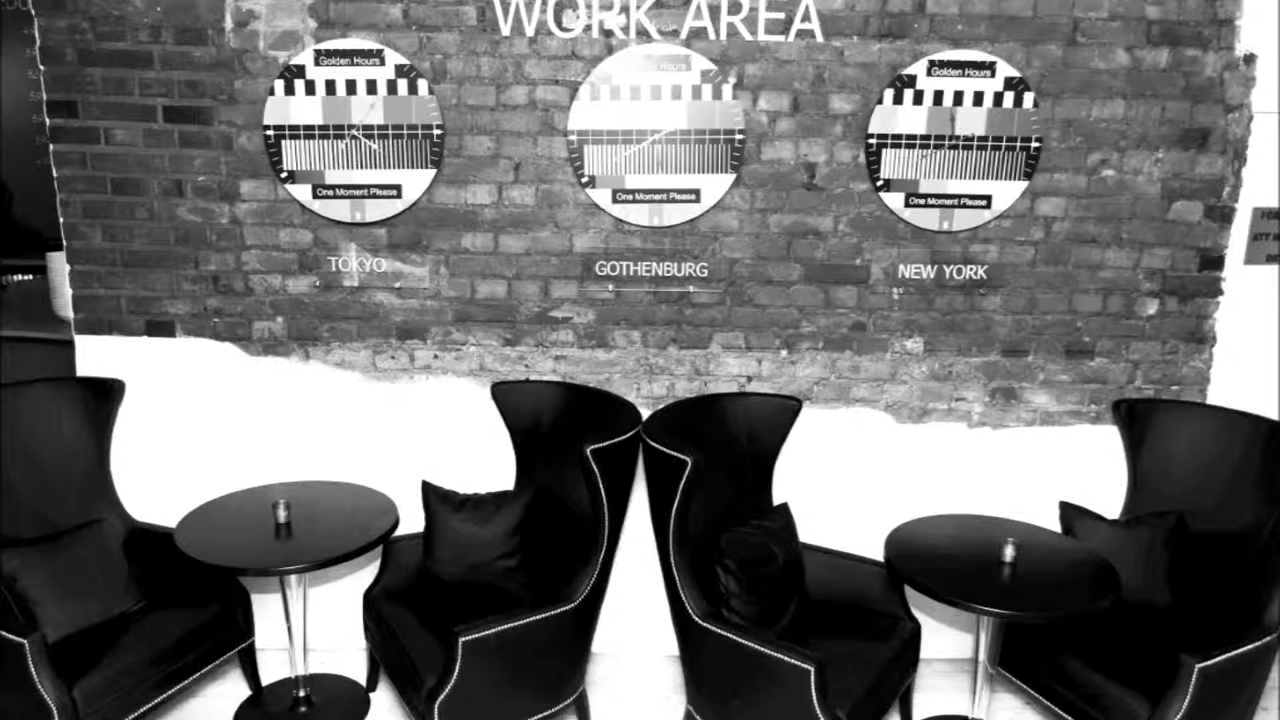 WORK AREA
Golden Hours
Hours
Golden Hours
One Moment Please
One Moment Please
One Moment Please
TOKYO
GOTHENBURG
NEW YORK